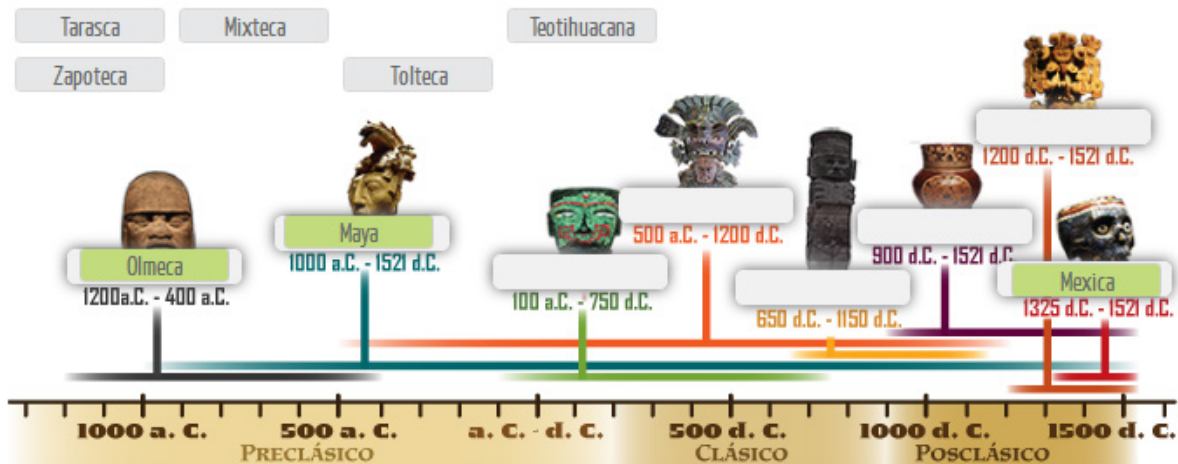 Tarasca
Mixteca
Teotihuacana
Zapoteca
Tolteca
1200 d.C. - 1521 d.C.
Maya
500 a.C. - 1200 d.C.
Olmeca
1000 a.C. - 1521 d.C.
900 d.C. - 1521 d.C.
Mexica
1200a.C. - 400 a.C.
100 a.C. - 750 d.C.
650 d.C. - 1150 d.C.
1325 d.C. - 1521 d.C.
1000 a. C.
500 a. C.
a. C. - d. C.
500 d. C.
1000 d. C.
1500 d. C.
PRECLÁSICO
CLÁSICO
POSCLÁSICO